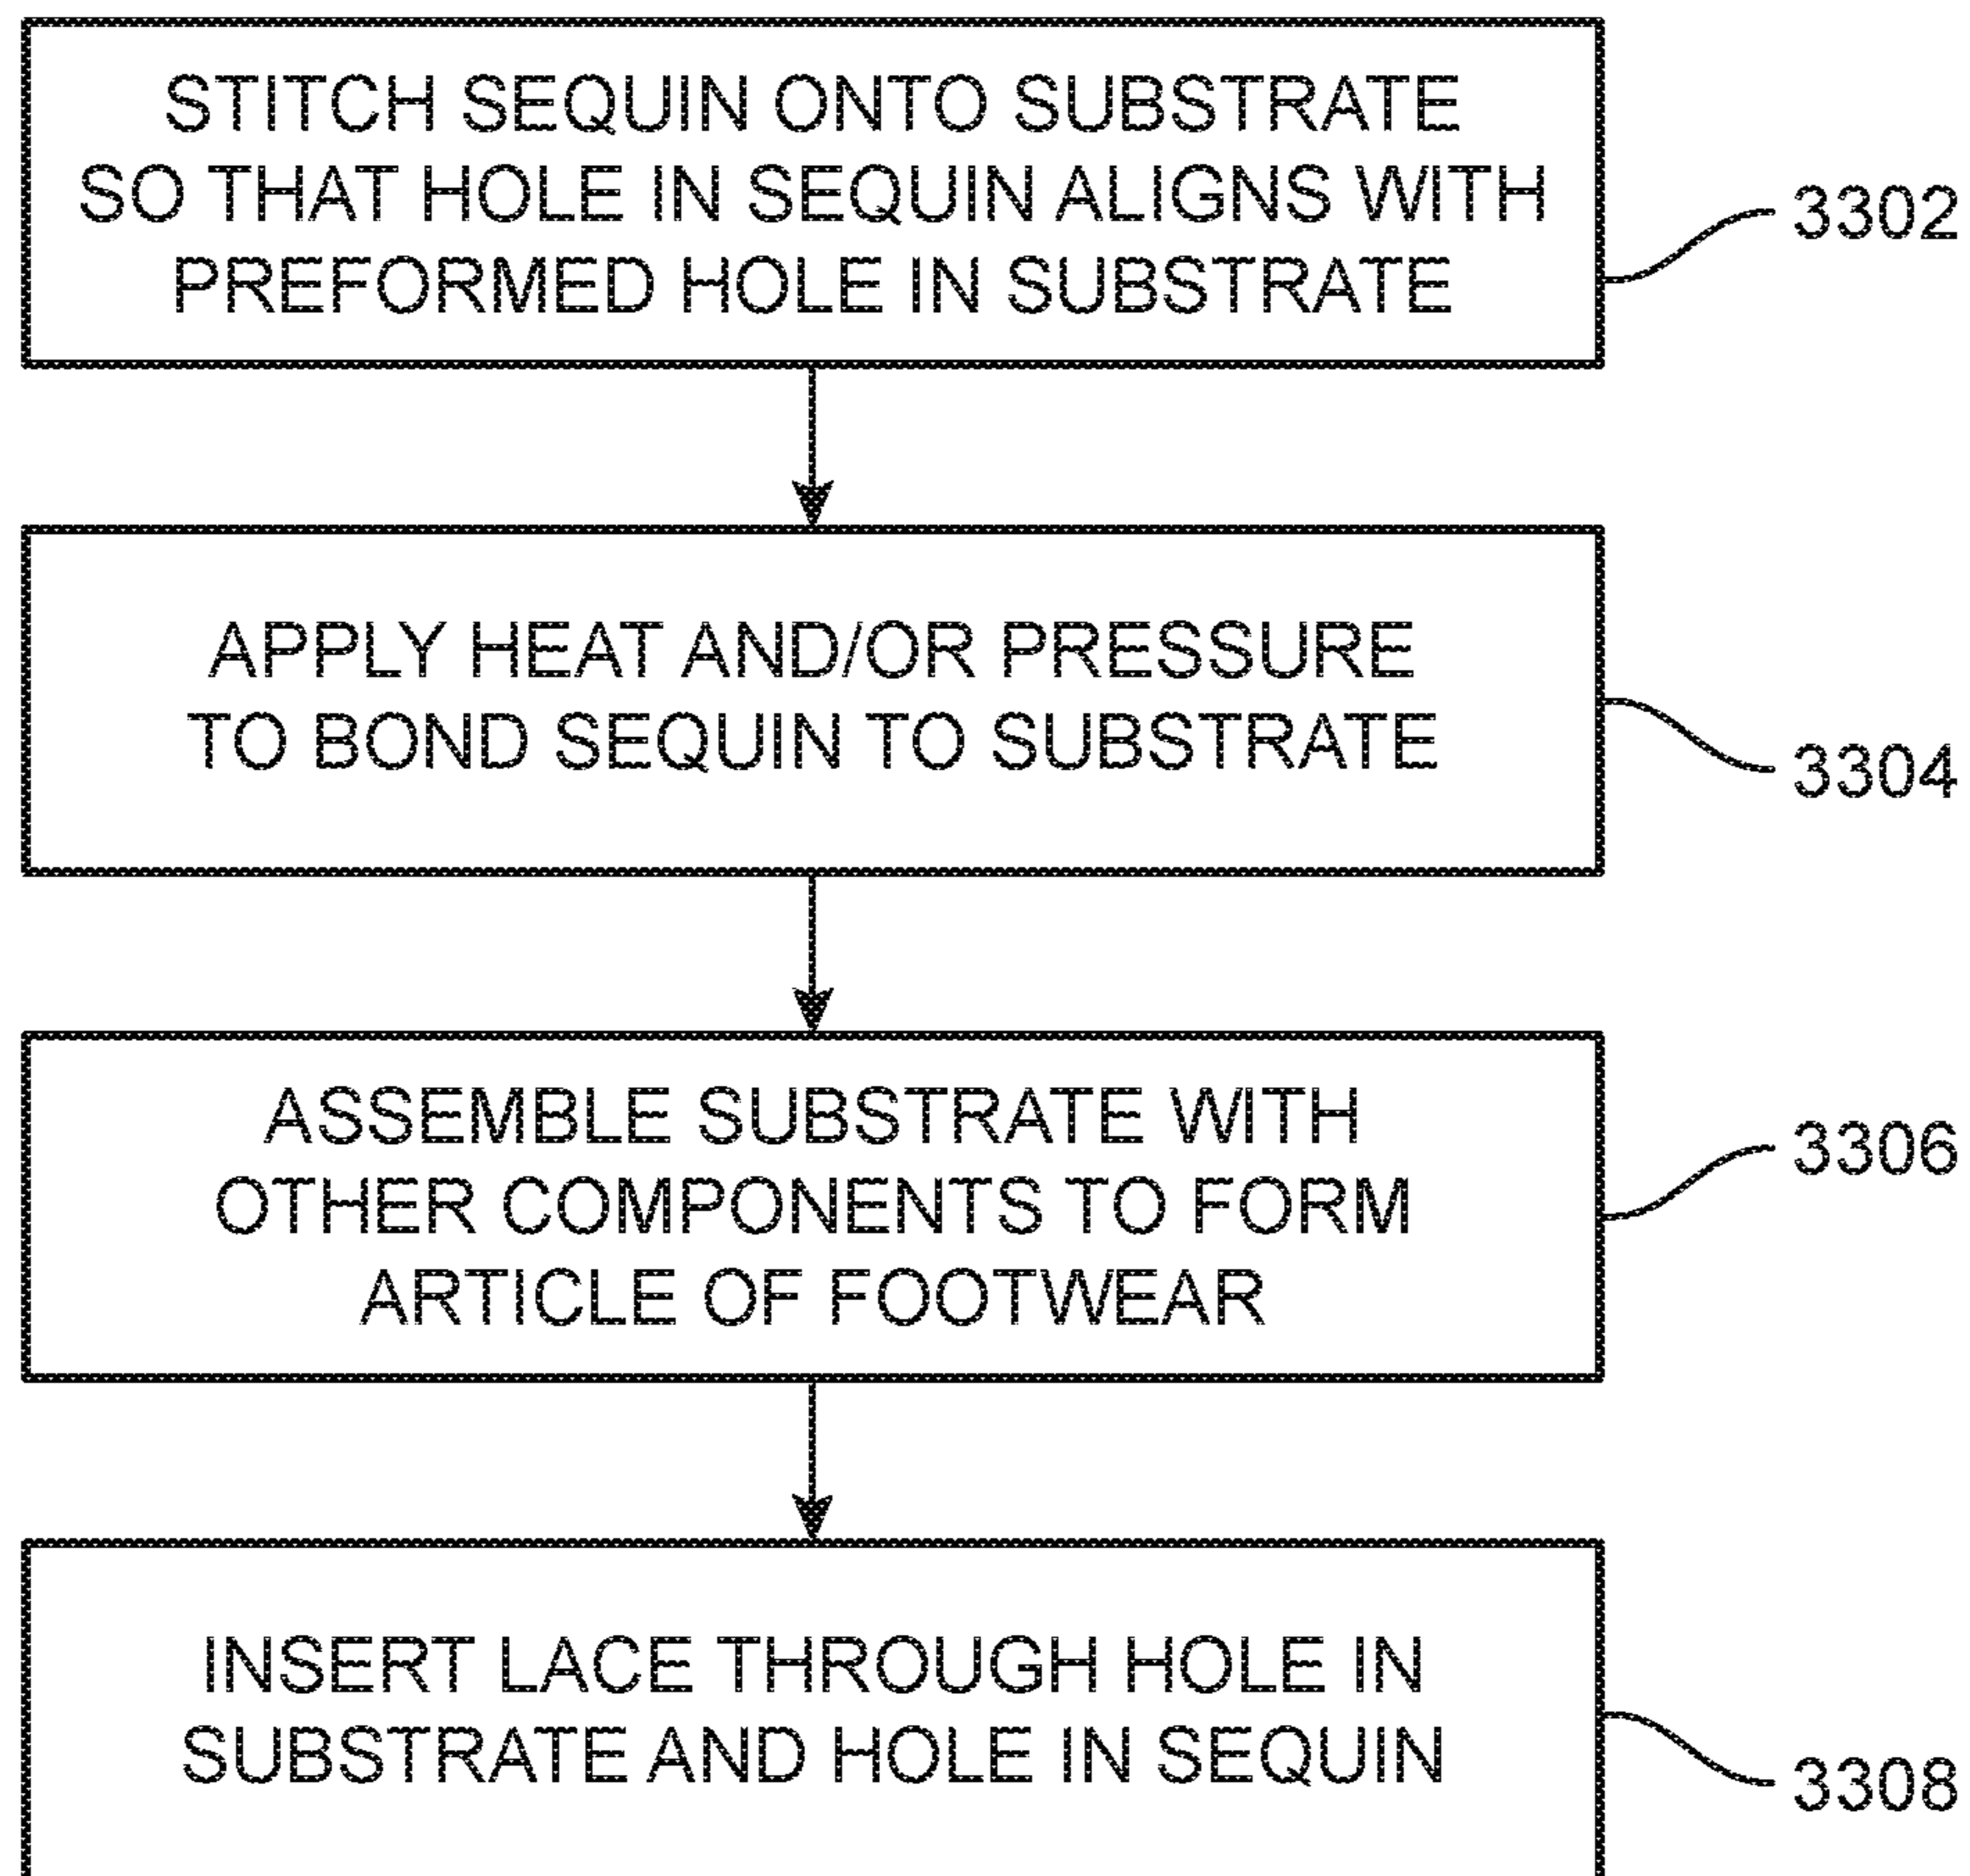 STITCH SEQUIN ONTO SUBSTRATE
SO THAT HOLE IN SEQUIN ALIGNS WITH
PREFORMED HOLE IN SUBSTRATE
3302
APPLY HEAT AND/OR PRESSURE
TO BOND SEQUIN TO SUBSTRATE
3304
ASSEMBLE SUBSTRATE WITH
OTHER COMPONENTS TO FORM
ARTICLE OF FOOTWEAR
3306
INSERT LACE THROUGH HOLE IN
SUBSTRATE AND HOLE IN SEQUIN
3308